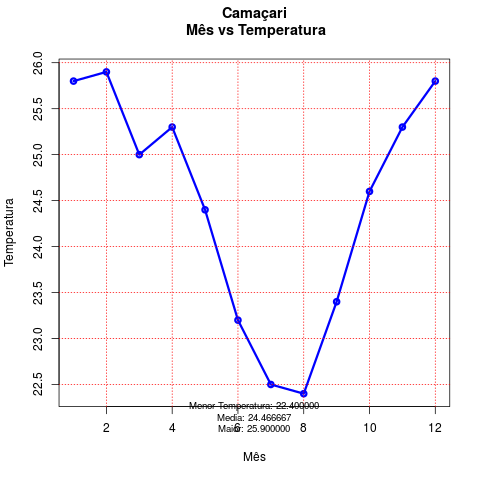 Camaçari
Mês vs Temperatura
26.0
25.5
25.0
24.5
24.0
23.5
23.0
22.5
Temperatura
Menor Temperatura: 22.400000
Media: 24.466667
Maior: 25.900000
2 4 6 8 10 12
Mês